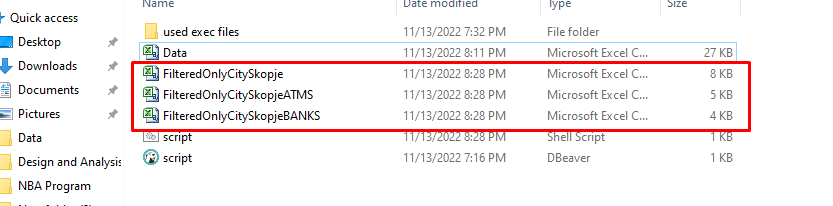 Name Date modified Type Size
Quick access
used exec files 11/13/2022 7:32 PM File folder
Desktop
Data 11/13/2022 8:11 PM Microsoft Excel C... 27 KB
Downloads
FilteredOnlyCitySkopje 11/13/2022 8:28 PM Microsoft Excel C... 8 KB
Documents
FilteredOnlyCitySkopjeATMS 11/13/2022 8:28 PM Microsoft Excel C... 5 KB
Pictures
FilteredOnlyCitySkopjeBANKS 11/13/2022 8:28 PM Microsoft Excel C... 4 KB
Data
script 11/13/2022 8:28 PM Shell Script 1 KB
Design and Analysis
script 11/13/2022 7:16 PM DBeaver 1 KB
NBA Program